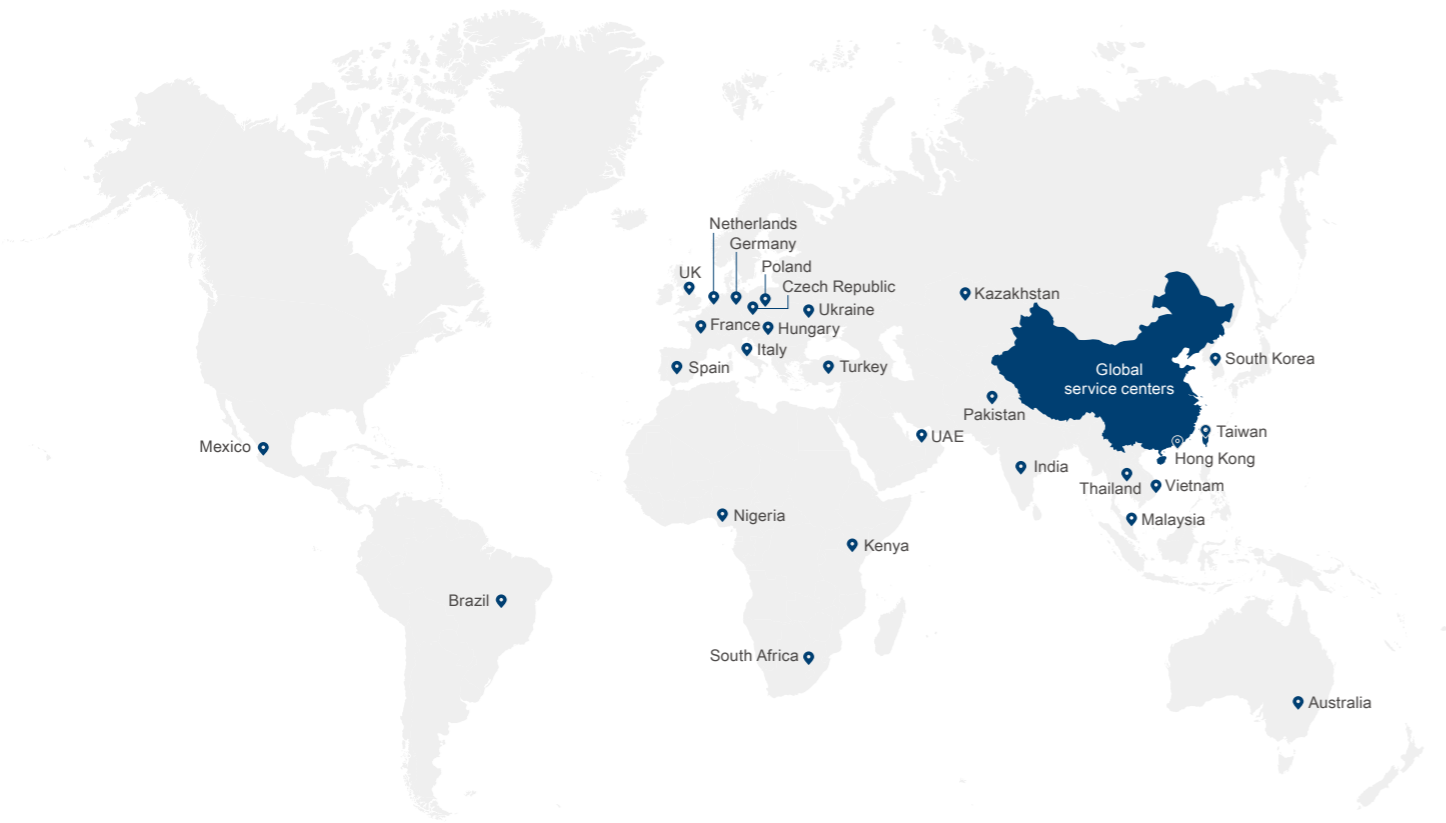 Netherlands
Germany
Poland
UK
Czech Republic
Kazakhstan
Ukraine
France
Hungary
Italy
South Korea
Spain
Turkey
Global
service centers
Pakistan
Taiwan
UAE
Mexico
Hong Kong
India
Thailand
Vietnam
Nigeria
Malaysia
Kenya
Brazil
South Africa
Australia